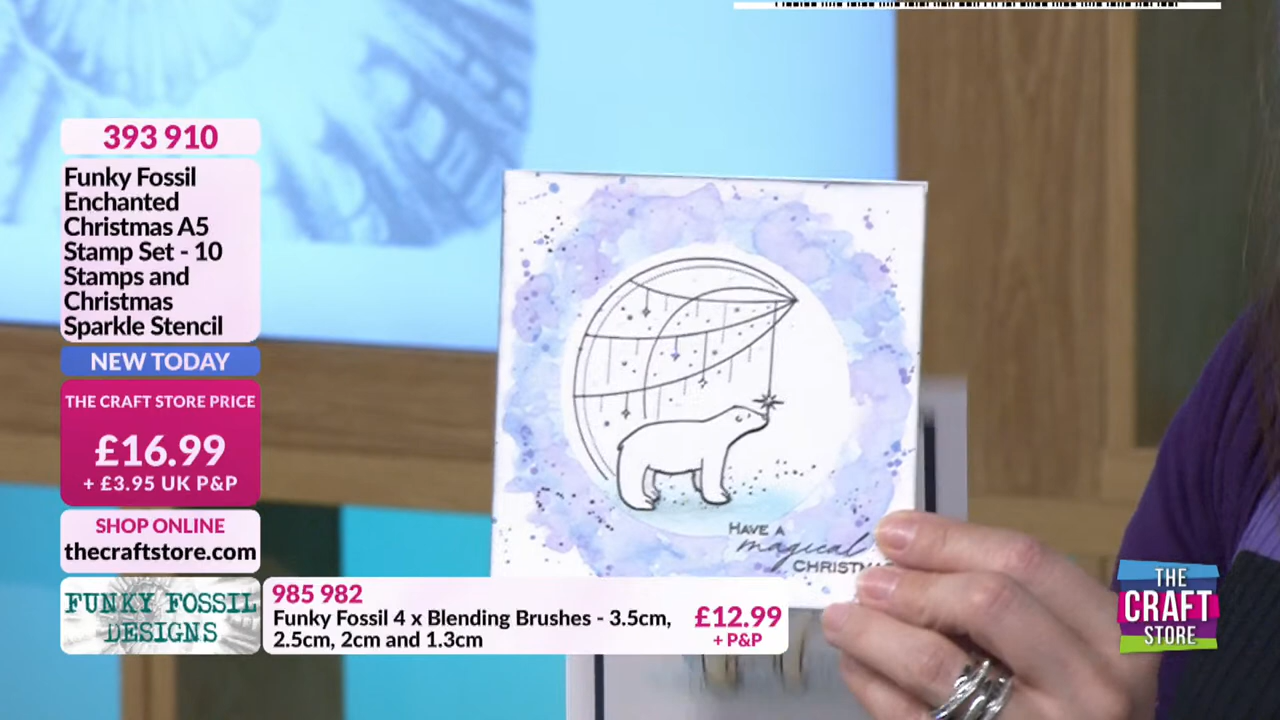 393 910
Funky Fossil
Enchanted
Christmas A5
Stamp Set - 10
Stamps and
Christmas
Sparkle Stencil
NEW TODAY
THE CRAFT STORE PRICE
£16.99
+ £3.95 UK P&P
SHOP ONLINE
thecraftstore.com
FUNKY FOSSIL
DESIGNS
985 982
Funky Fossil 4 x Blending Brushes - 3.5cm,
2.5cm, 2cm and 1.3cm
£12.99
+ P&P
HAVE A
magical
CHRISTMA
THE
CRAFT
STORE